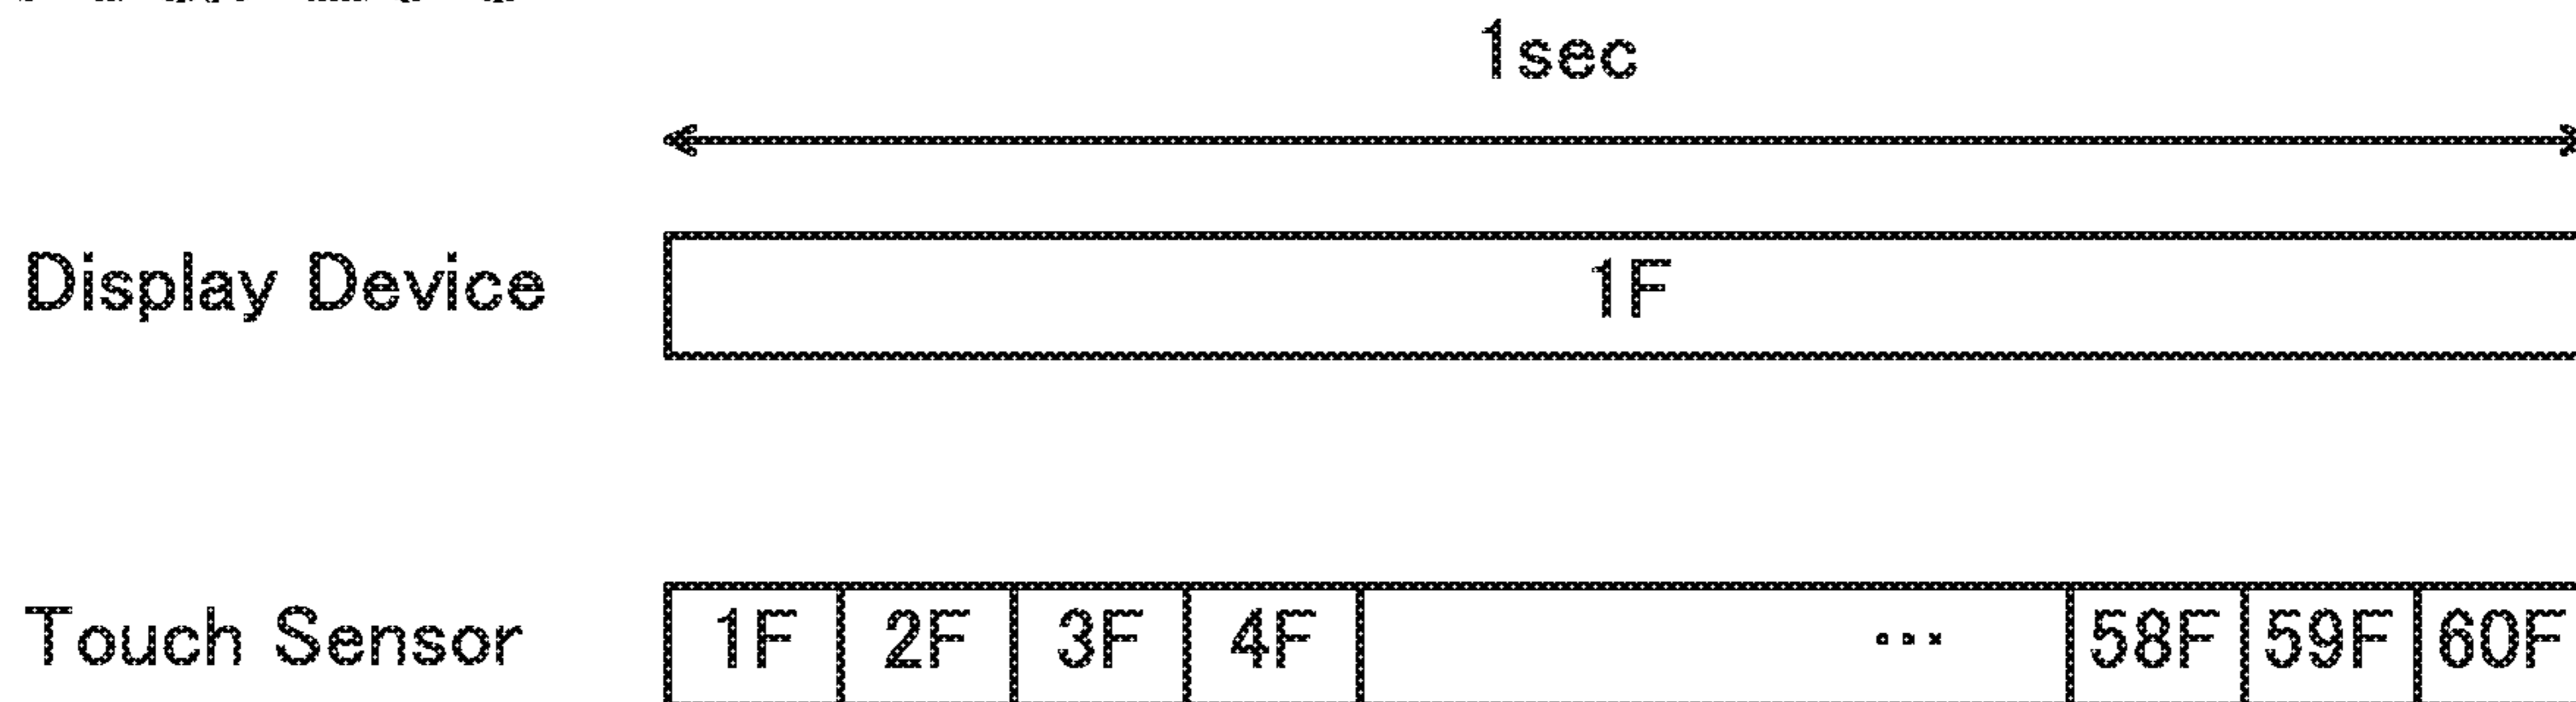 1sec
Display Device 1F
Touch Sensor 1F 2F 3F 4F ... 58F 59F 60F